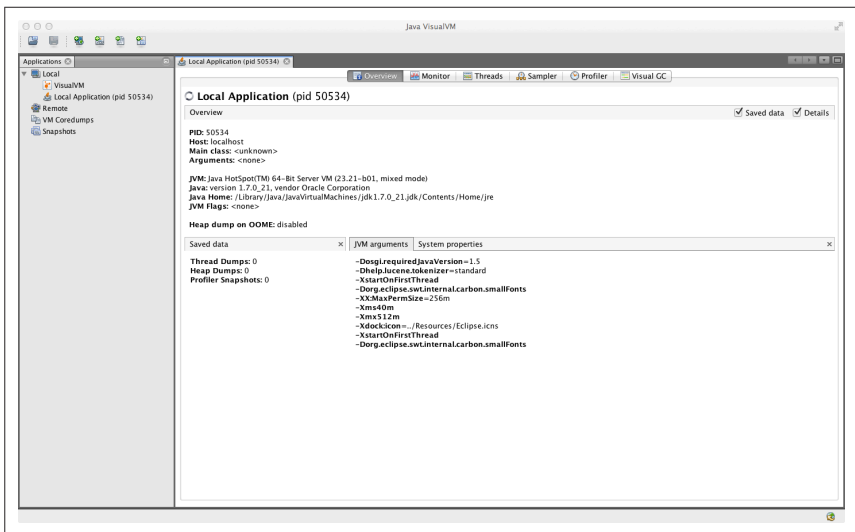 Java VisualVM
Applications
Local
VisualVM
Local Application (pid 50534)
Remote
VM Coredumps
Snapshots
Local Application (pid 50534)
Overview
Monitor
Threads
Sampler
Profiler
Visual GC
Local Application (pid 50534)
Overview
Saved data
Details
PID: 50534
Host: localhost
Main class: <unknown>
Arguments: <none>
JVM: Java HotSpot(TM) 64-Bit Server VM (23.21-b01, mixed mode)
Java: version 1.7.0_21, vendor Oracle Corporation
Java Home: /Library/Java/JavaVirtualMachines/jdk1.7.0_21.jdk/Contents/Home/jre
JVM Flags: <none>
Heap dump on OOME: disabled
Saved data
Thread Dumps: 0
Heap Dumps: 0
Profiler Snapshots: 0
JVM arguments
System properties
-Dosgi.requiredJavaVersion=1.5
-Dhelp.lucene.tokenizer=standard
-XstartOnFirstThread
-Dorg.eclipse.swt.internal.carbon.smallFonts
-XX:MaxPermSize=256m
-Xms40m
-Xmx512m
-Xdock:icon=../Resources/Eclipse.icns
-XstartOnFirstThread
-Dorg.eclipse.swt.internal.carbon.smallFonts